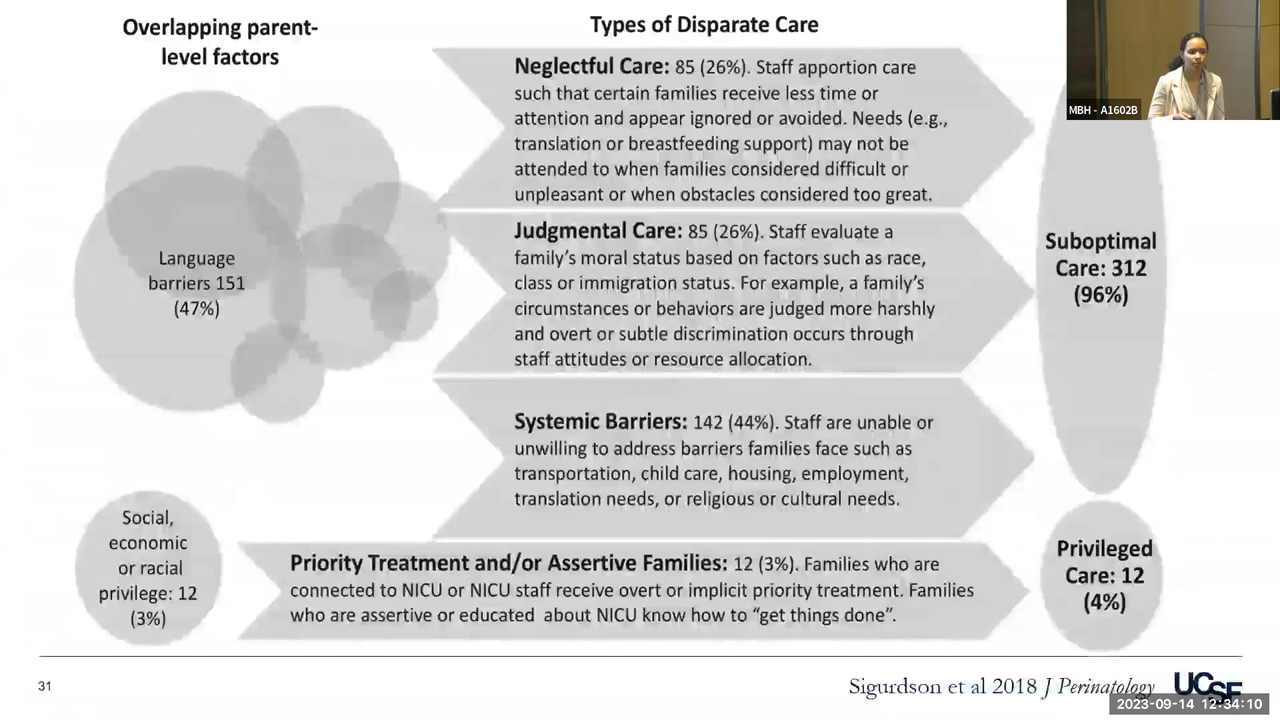 Overlapping parent-
level factors
Types of Disparate Care
Neglectful Care: 85 (26%). Staff apportion care
such that certain families receive less time or
attention and appear ignored or avoided. Needs (e.g.,
translation or breastfeeding support) may not be
attended to when families considered difficult or
unpleasant or when obstacles considered too great.
Judgmental Care: 85 (26%). Staff evaluate a
family's moral status based on factors such as race,
class or immigration status. For example, a family's
circumstances or behaviors are judged more harshly
and overt or subtle discrimination occurs through
staff attitudes or resource allocation.
Systemic Barriers: 142 (44%). Staff are unable or
unwilling to address barriers families face such as
transportation, child care, housing, employment,
translation needs, or religious or cultural needs.
Priority Treatment and/or Assertive Families: 12 (3%). Families who are
connected to NICU or NICU staff receive overt or implicit priority treatment. Families
who are assertive or educated about NICU know how to "get things done".
Language
barriers 151
(47%)
Social,
economic
or racial
privilege: 12
(3%)
MBH - A1602B
Suboptimal
Care: 312
(96%)
Privileged
Care: 12
(4%)
31
Sigurdson et al 2018 J Perinatology
UCSF
2023-09-14 12:34:10